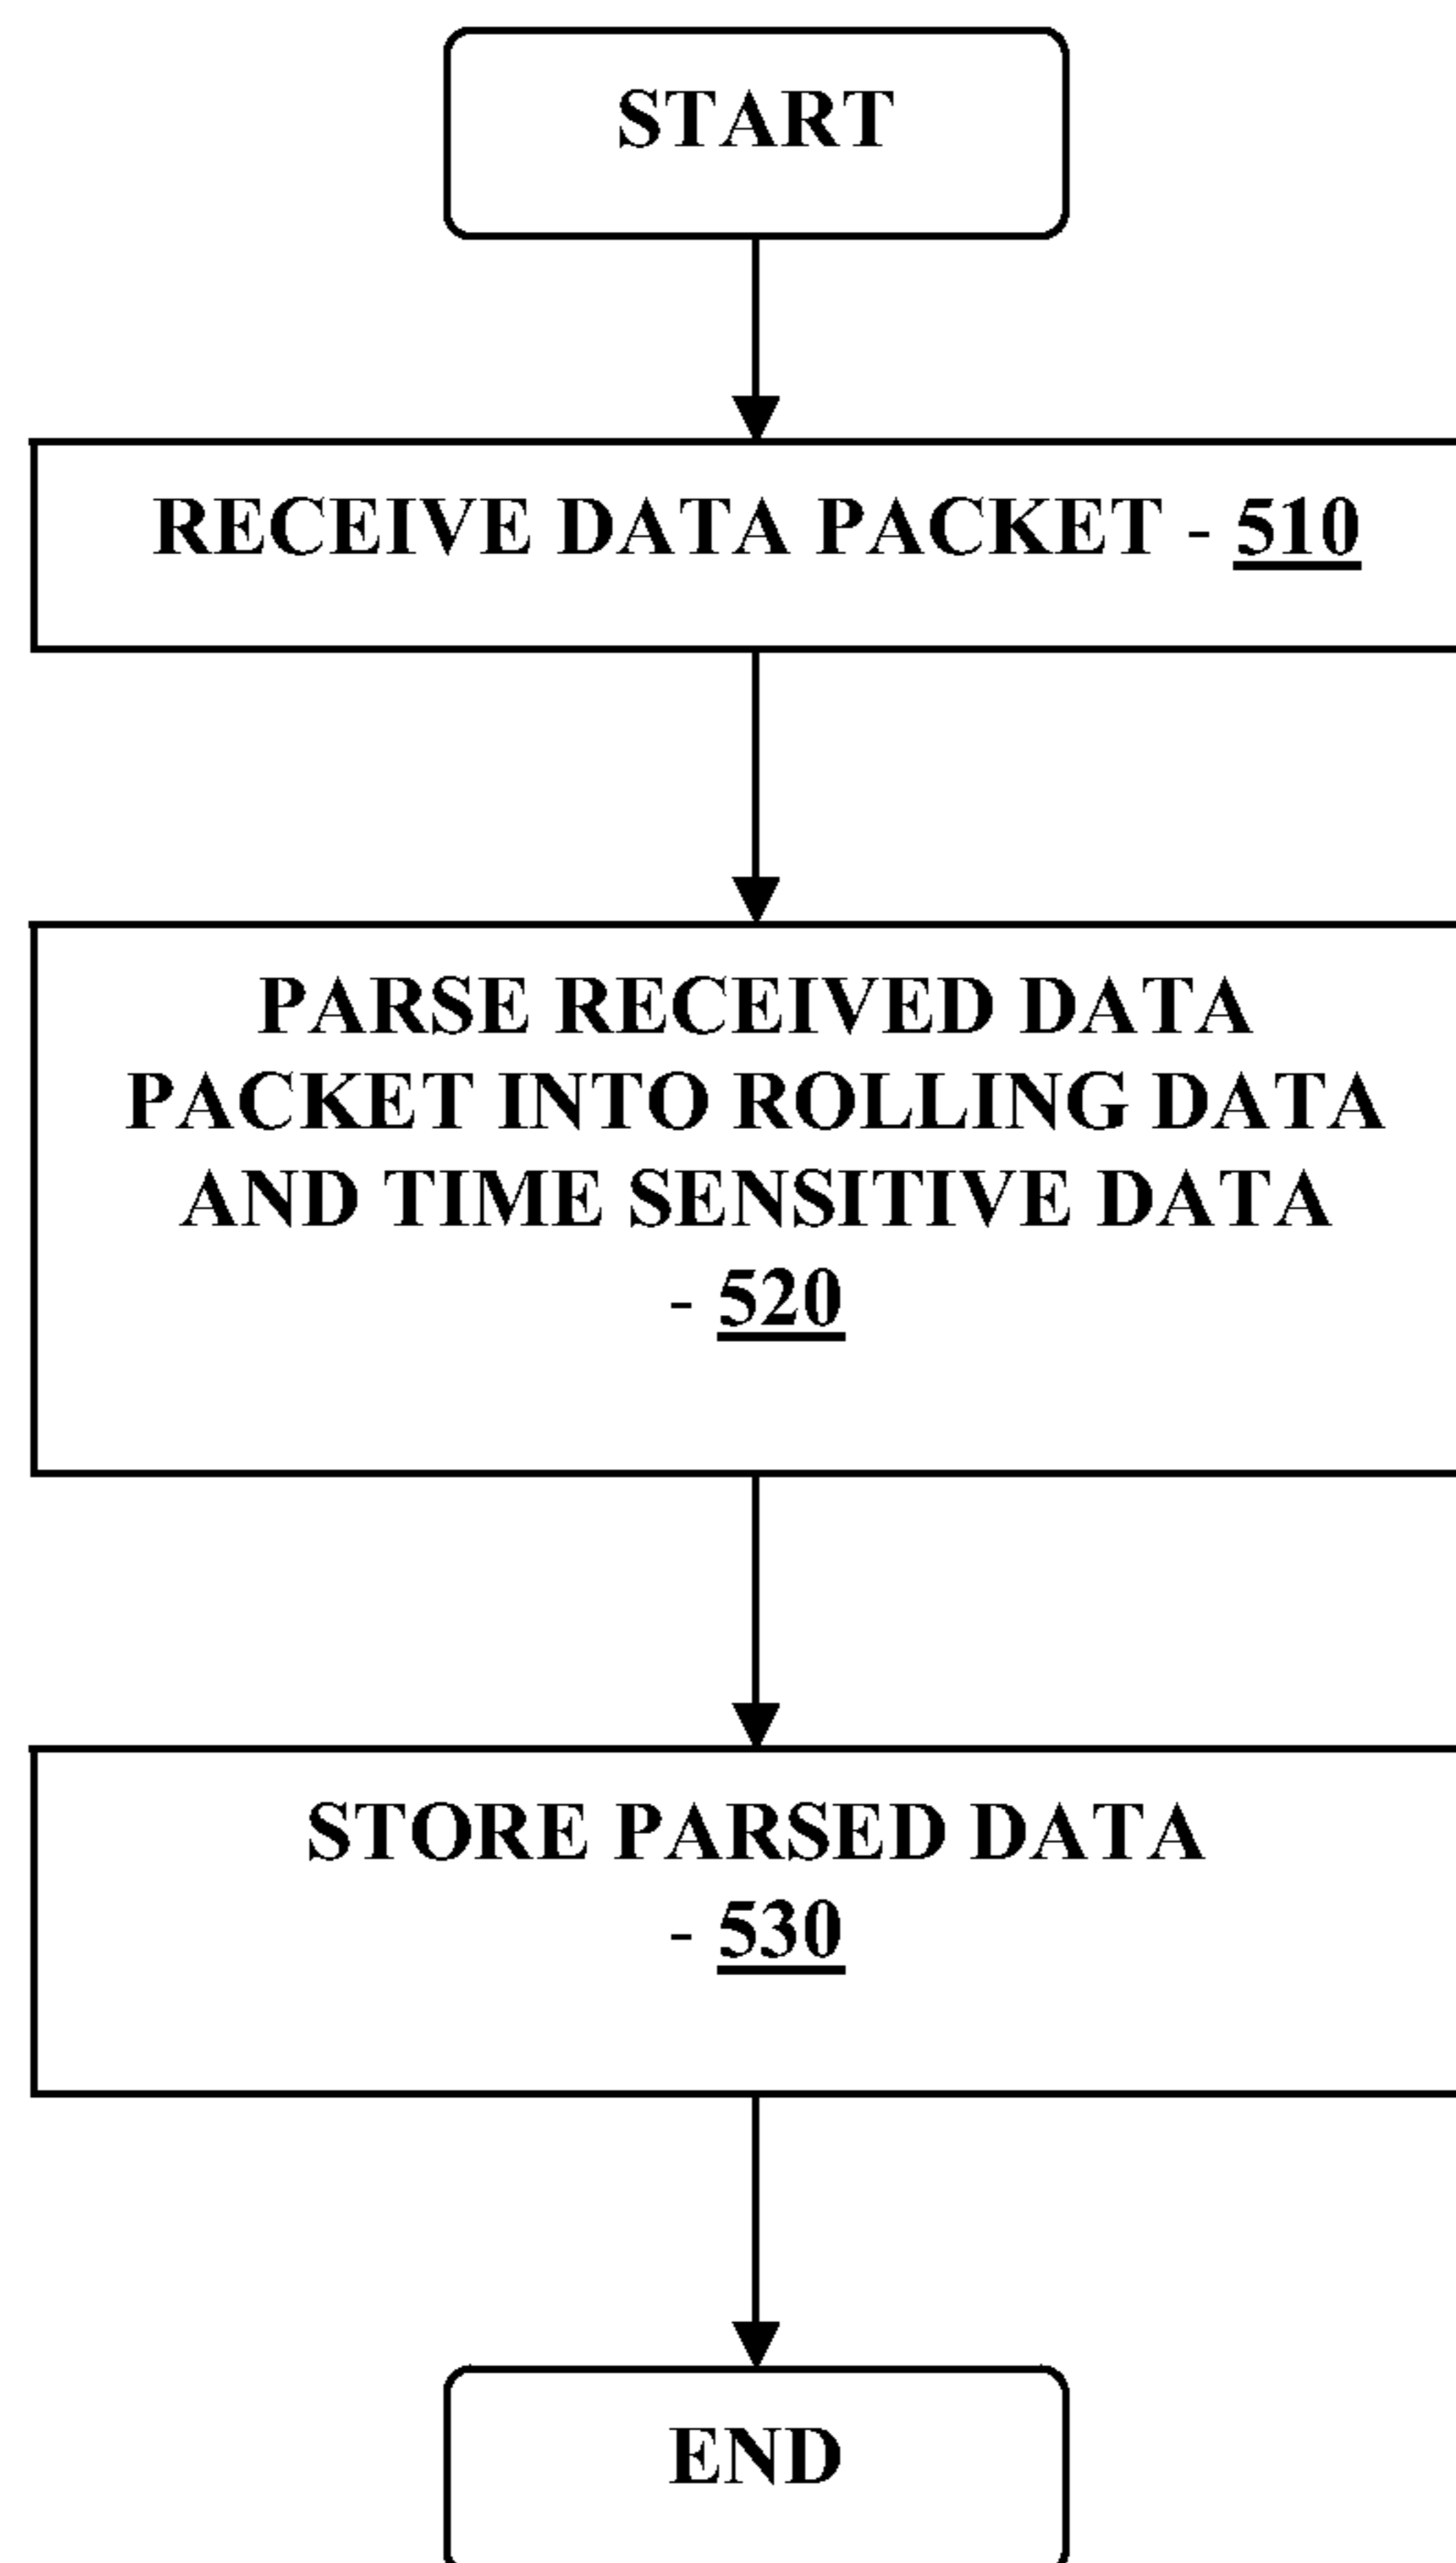 START
RECEIVE DATA PACKET - 510
PARSE RECEIVED DATA
PACKET INTO ROLLING DATA
AND TIME SENSITIVE DATA
- 520
STORE PARSED DATA
- 530
END